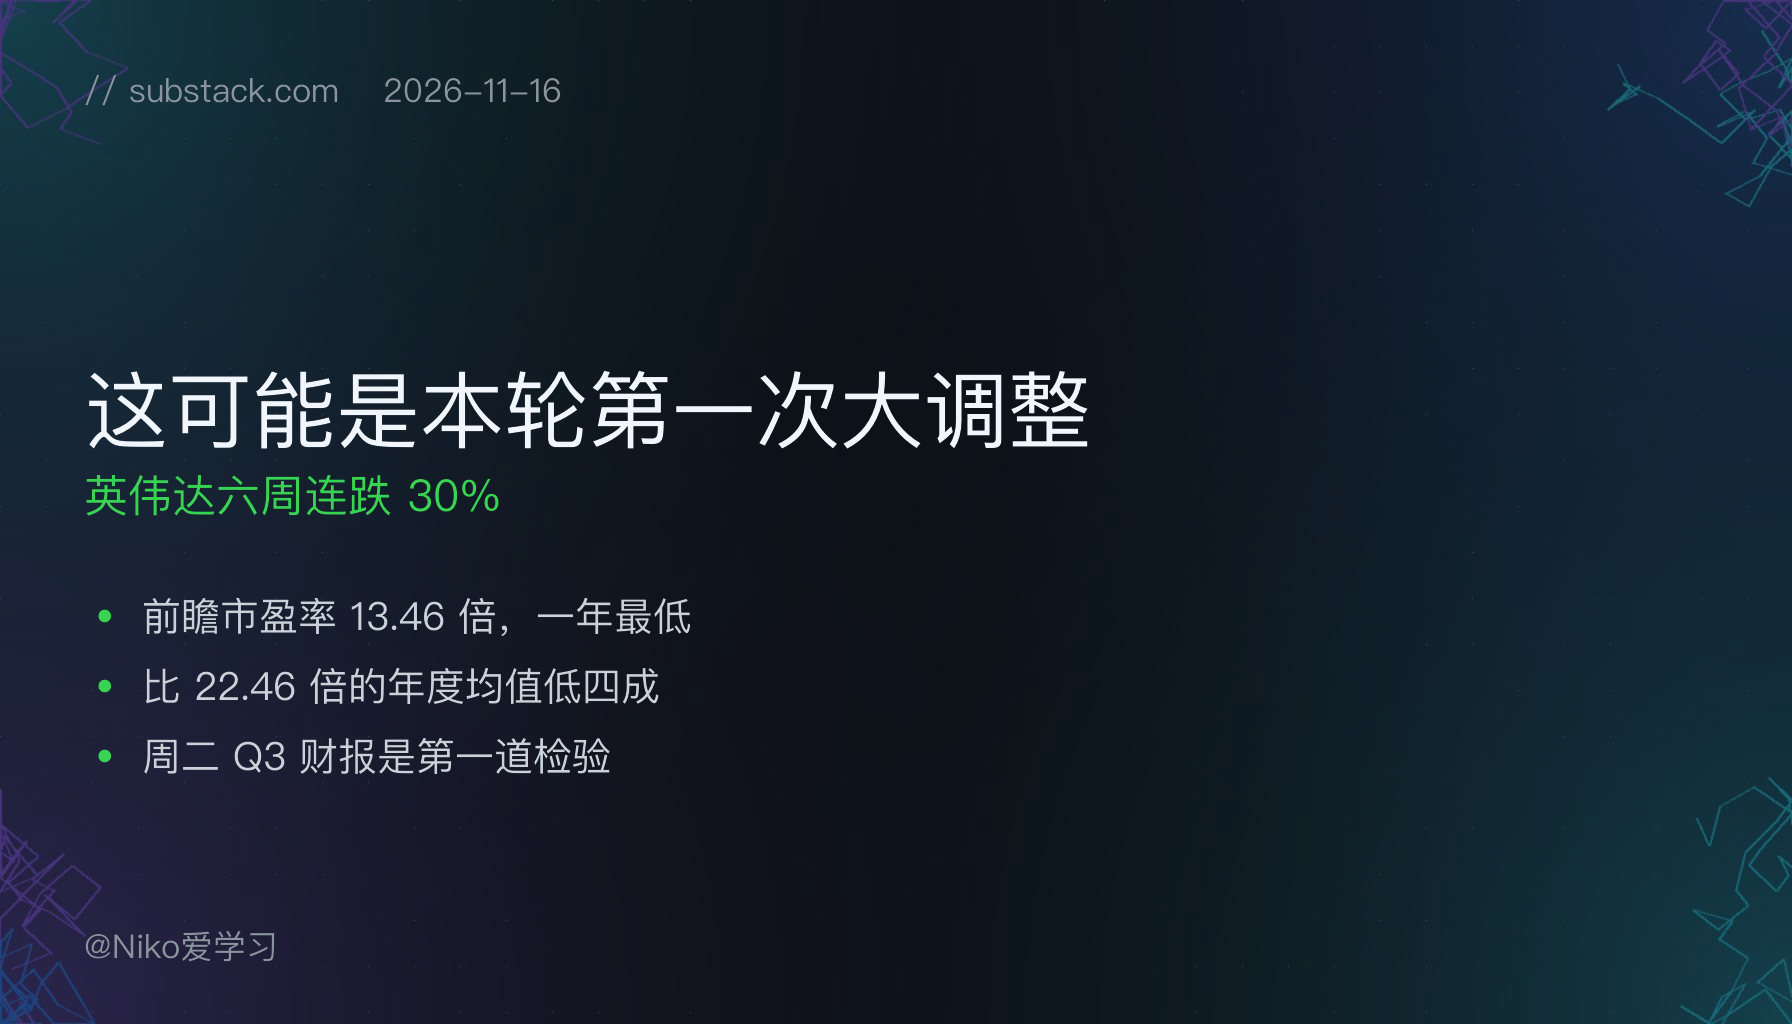 // substack.com 2026-11-16
这可能是本轮第一次大调整
英伟达六周连跌 30%
• 前瞻市盈率 13.46 倍，一年最低
• 比 22.46 倍的年度均值低四成
• 周二 Q3 财报是第一道检验
@Niko爱学习